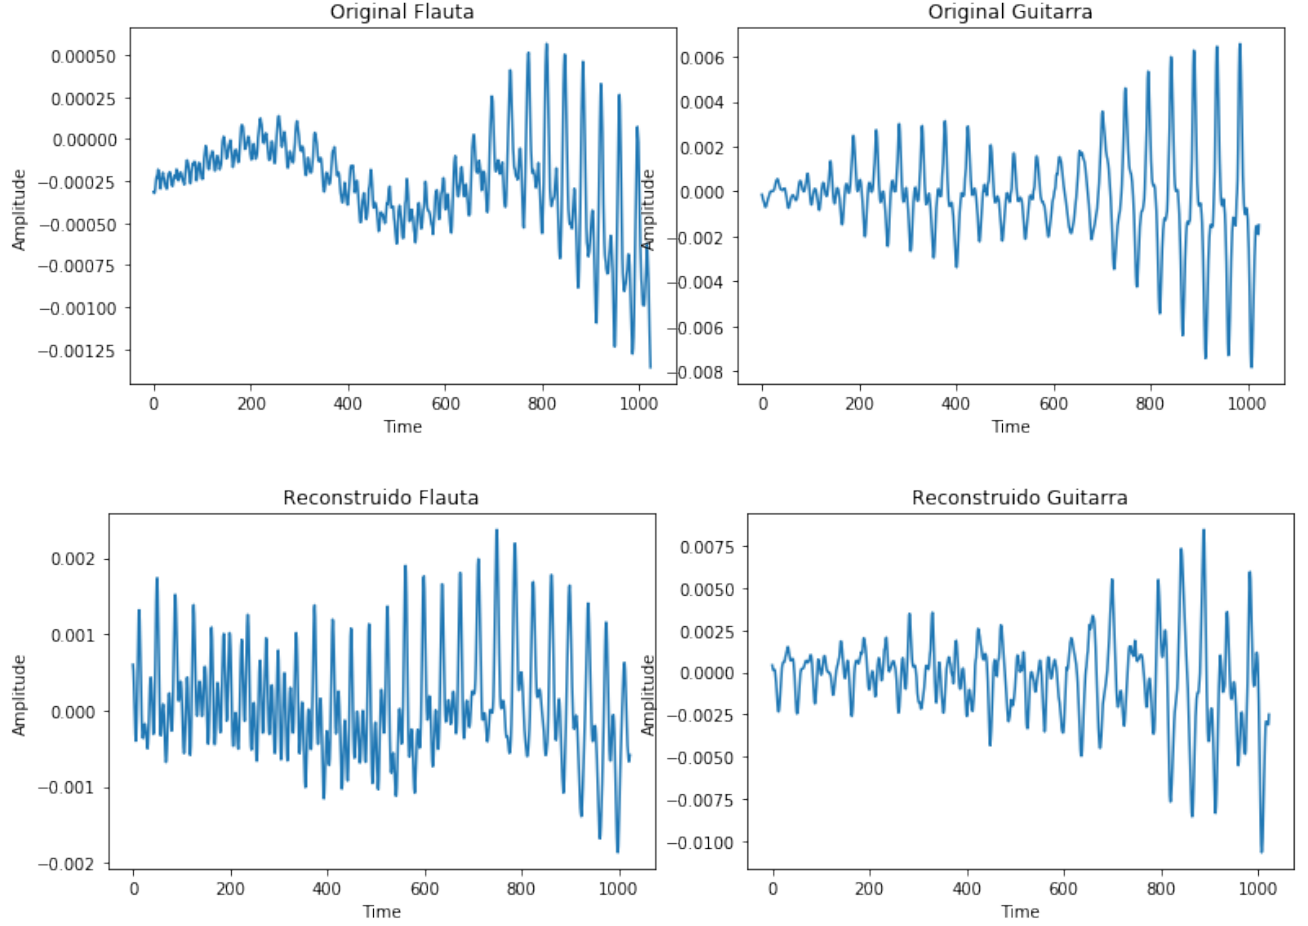 Original Flauta
Amplitude
0.00050
0.00025
0.00000
−0.00025
−0.00050
−0.00075
−0.00100
−0.00125
0 200 400 600 800 1000
Time
Original Guitarra
Amplitude
0.006
0.004
0.002
0.000
−0.002
−0.004
−0.006
−0.008
0 200 400 600 800 1000
Time
Reconstruido Flauta
Amplitude
0.002
0.001
0.000
−0.001
−0.002
0 200 400 600 800 1000
Time
Reconstruido Guitarra
Amplitude
0.0075
0.0050
0.0025
0.0000
−0.0025
−0.0050
−0.0075
−0.0100
0 200 400 600 800 1000
Time